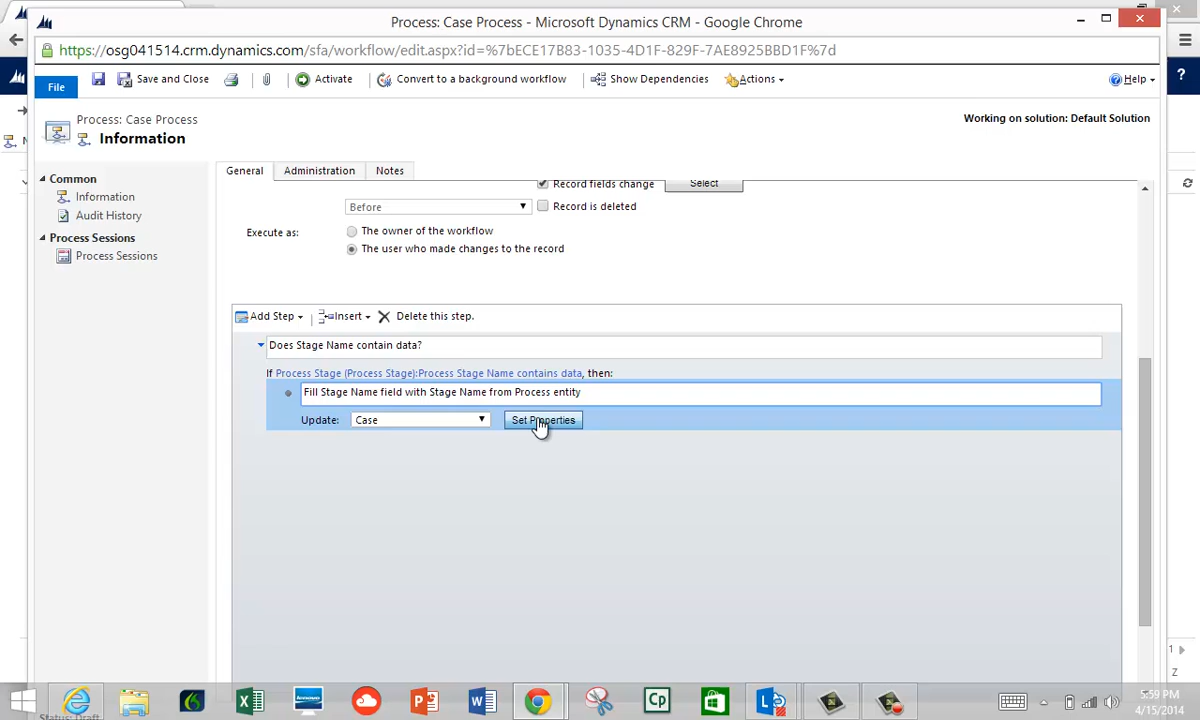 Process: Case Process - Microsoft Dynamics CRM - Google Chrome
https://osg041514.crm.dynamics.com/sfa/workflow/edit.aspx?id=%7bECE17B83-1035-4D1F-829F-7AE8925BBD1F%7d
?
File
Save and Close
Activate
Convert to a background workflow
Show Dependencies
Actions
Help
Process: Case Process
Information
Working on solution: Default Solution
Common
Information
Audit History
Process Sessions
Process Sessions
General
Administration
Notes
Record fields change
Select
Before
Record is deleted
Execute as:
The owner of the workflow
The user who made changes to the record
Add Step
Insert
Delete this step.
Does Stage Name contain data?
If Process Stage (Process Stage):Process Stage Name contains data, then:
Fill Stage Name field with Stage Name from Process entity
Update:
Case
Set Properties
1
Z
Cp
5:59 PM
4/15/2014
Status: Draft